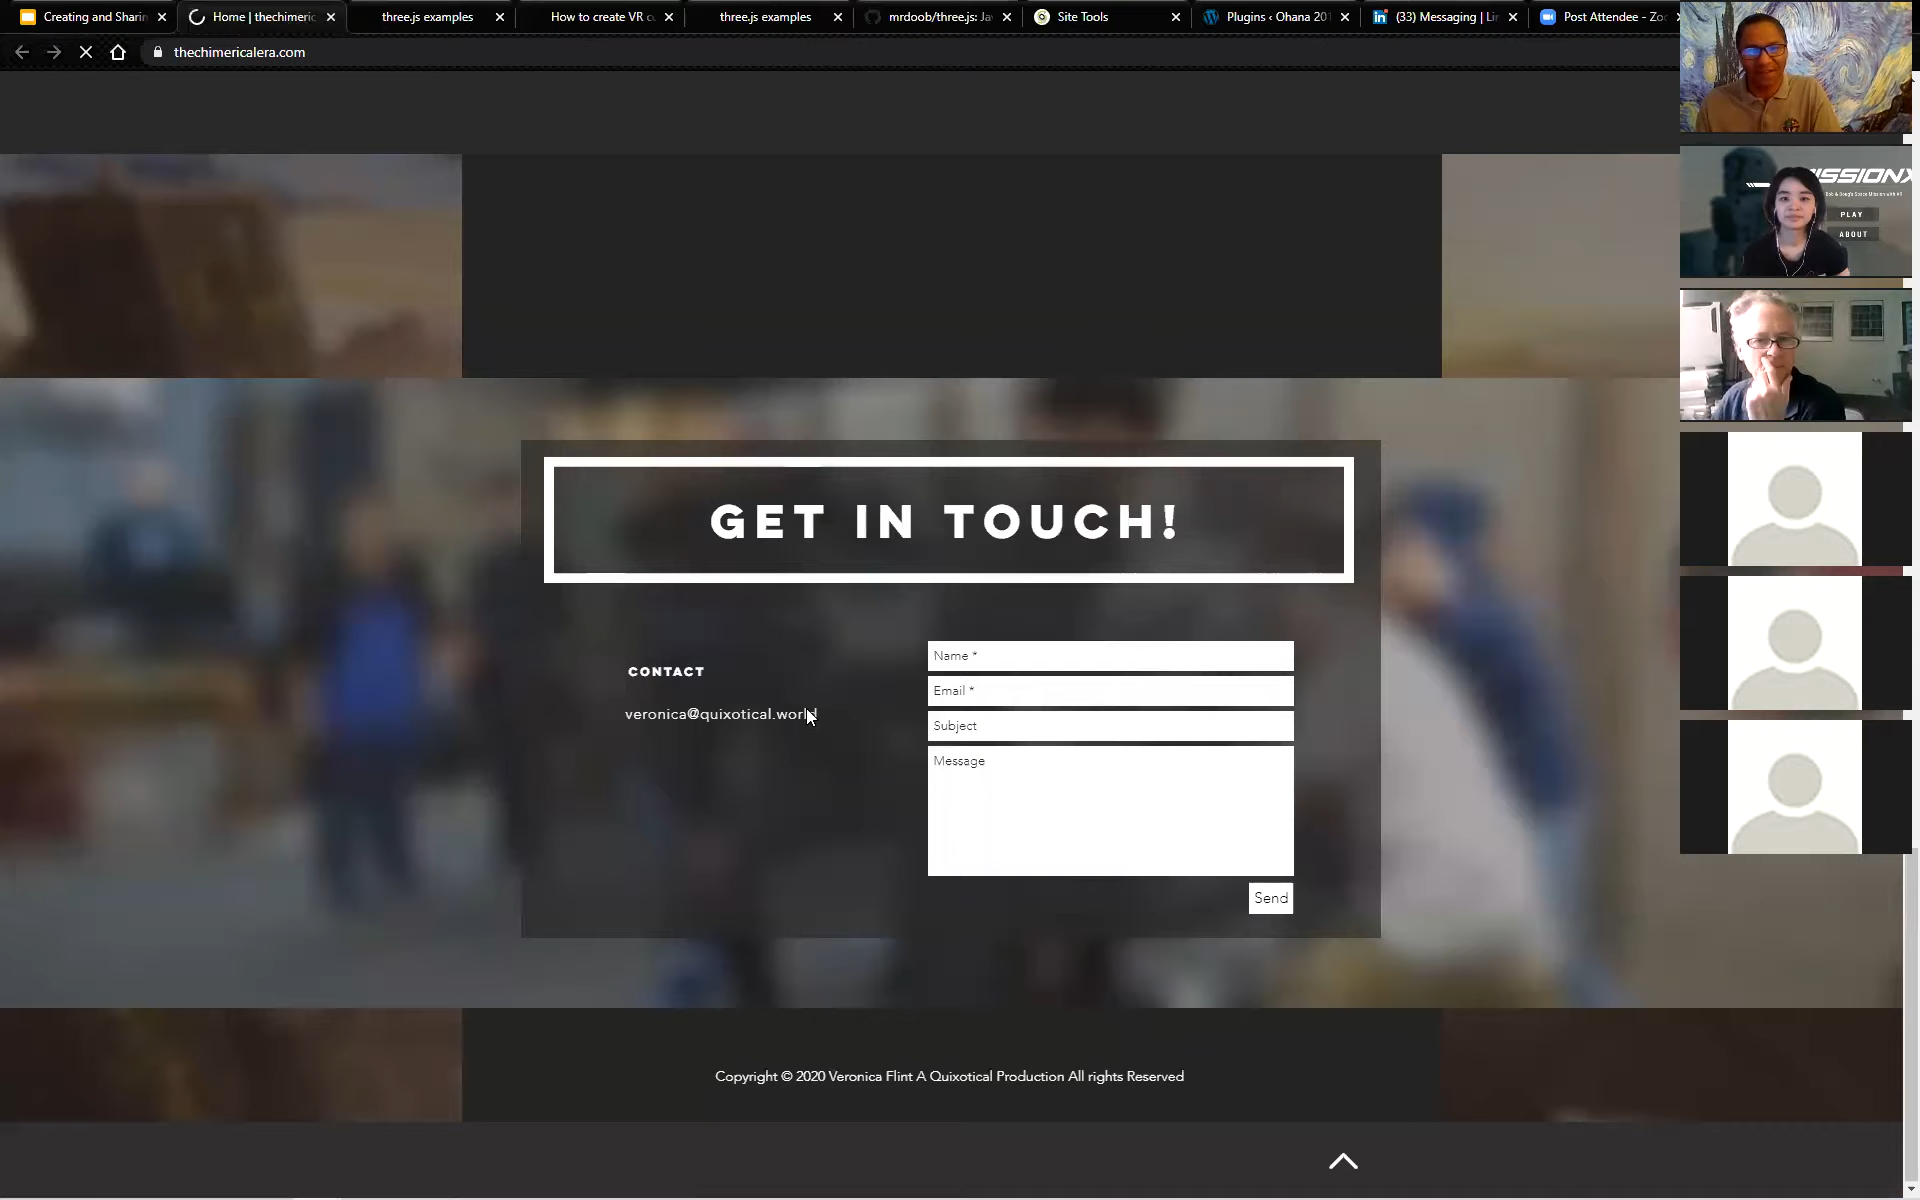 Creating and Sharin
Home | thechimeric
three.js examples
How to create VR c
three.js examples
mrdoob/three.js: Ja
Site Tools
Plugins ‹ Ohana 201
(33) Messaging | Li
Post Attendee - Zo
thechimericalera.com
ISSIONX
PLAY
ABOUT
GET IN TOUCH!
CONTACT
veronica@quixotical.world
Name *
Email *
Subject
Message
Send
Copyright © 2020 Veronica Flint A Quixotical Production All rights Reserved